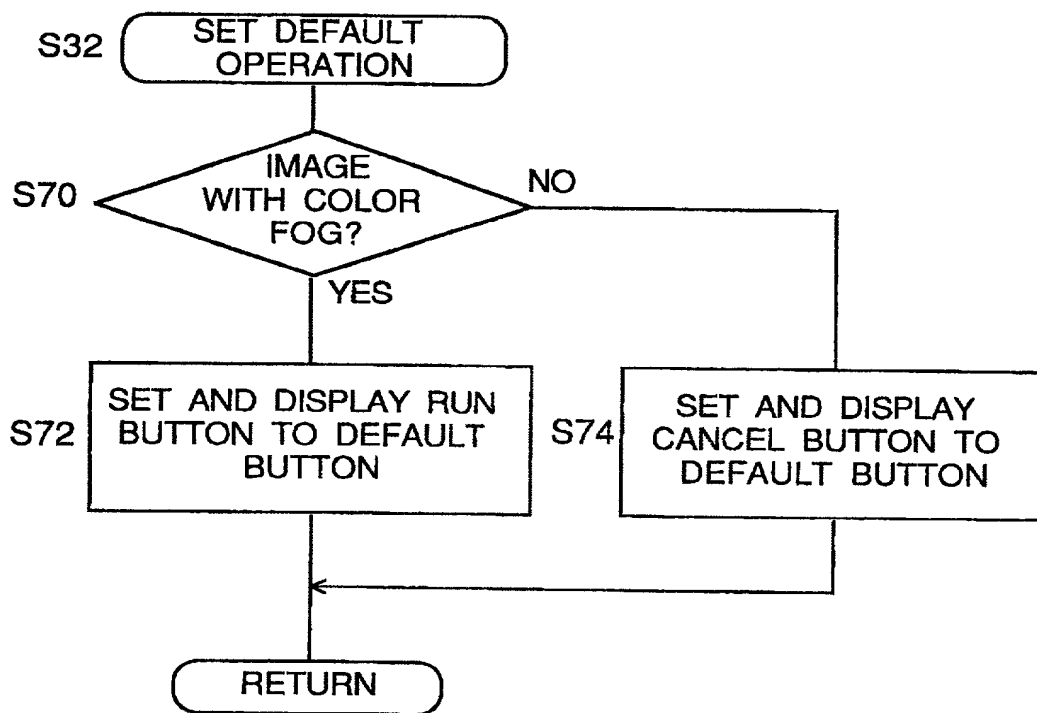 S32
SET DEFAULT
OPERATION
S70
IMAGE
WITH COLOR
FOG?
NO
YES
S72
SET AND DISPLAY RUN
BUTTON TO DEFAULT
BUTTON
S74
SET AND DISPLAY
CANCEL BUTTON TO
DEFAULT BUTTON
RETURN